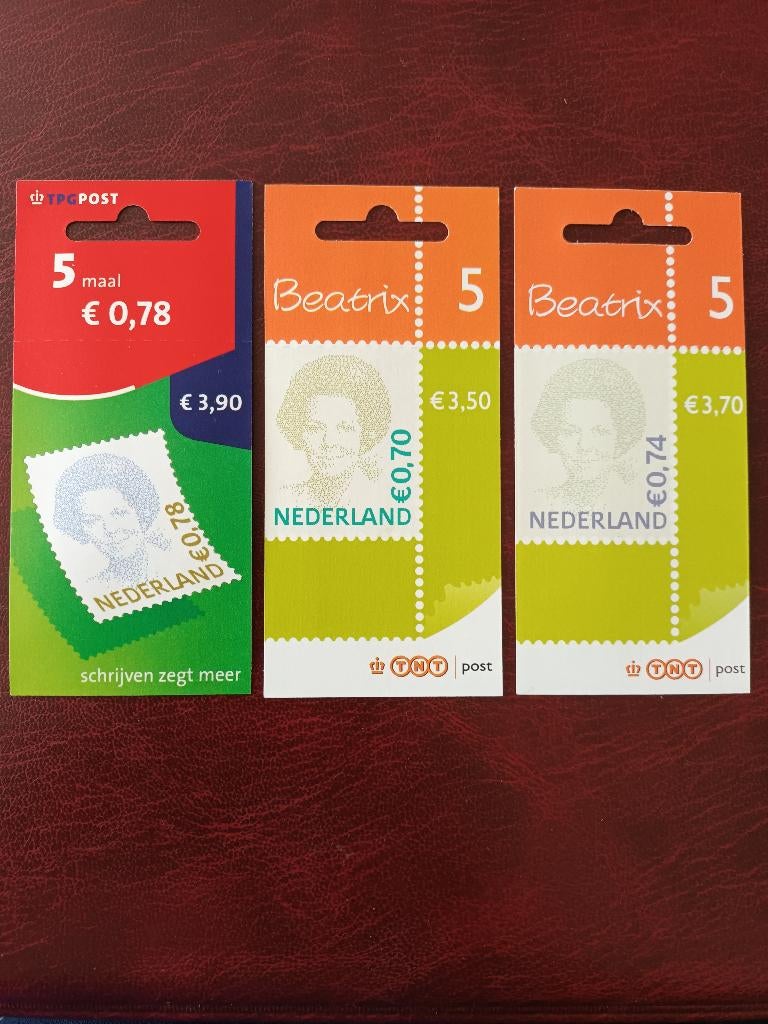 TPGPOST
5 maal
€ 0,78
€ 3,90
€0,78
NEDERLAND
schrijven zegt meer
Beatrix 5
€ 3,50
€0,70
NEDERLAND
TNT post
Beatrix 5
€ 3,70
€0,74
NEDERLAND
TNT post